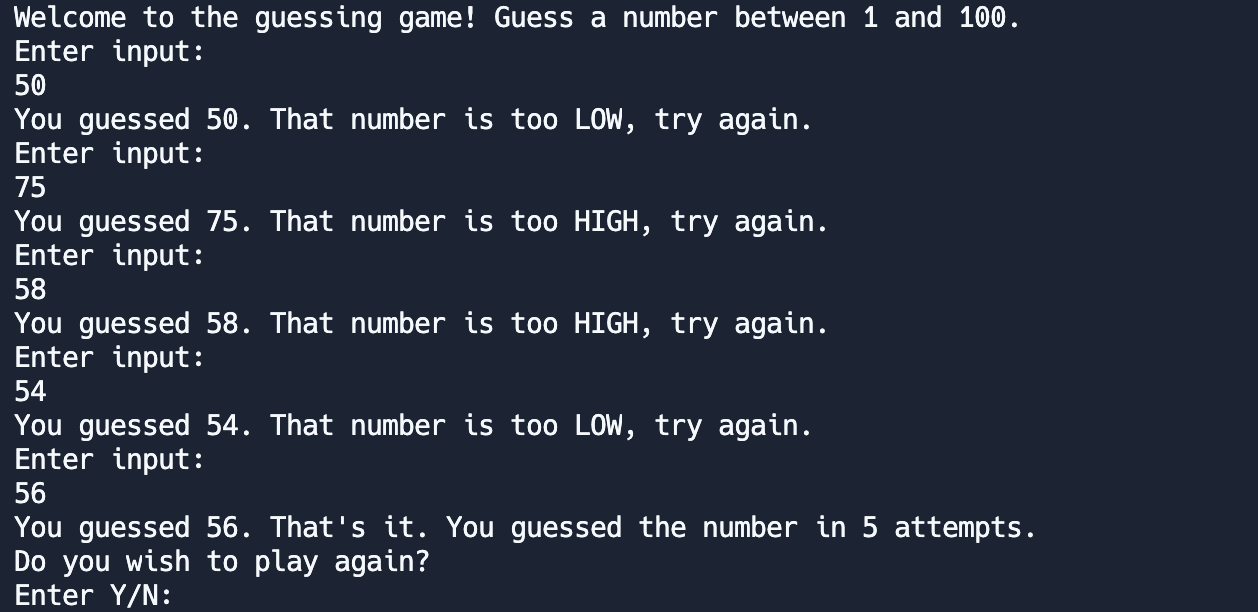 Welcome to the guessing game! Guess a number between 1 and 100.
Enter input:
50
You guessed 50. That number is too LOW, try again.
Enter input:
75
You guessed 75. That number is too HIGH, try again.
Enter input:
58
You guessed 58. That number is too HIGH, try again.
Enter input:
54
You guessed 54. That number is too LOW, try again.
Enter input:
56
You guessed 56. That's it. You guessed the number in 5 attempts.
Do you wish to play again?
Enter Y/N: